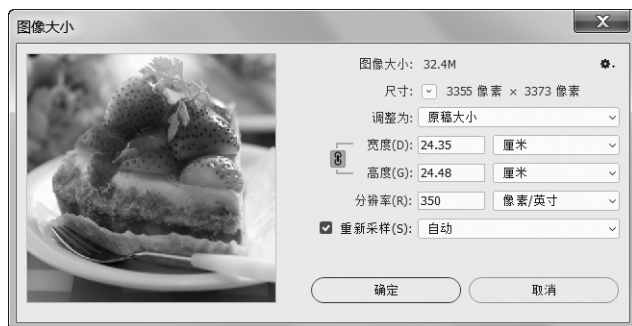 图像大小
图像大小: 32.4M
尺寸: 3355 像素 × 3373 像素
调整为: 原稿大小
宽度(D): 24.35 厘米
高度(G): 24.48 厘米
分辨率(R): 350 像素/英寸
重新采样(S): 自动
确定 取消